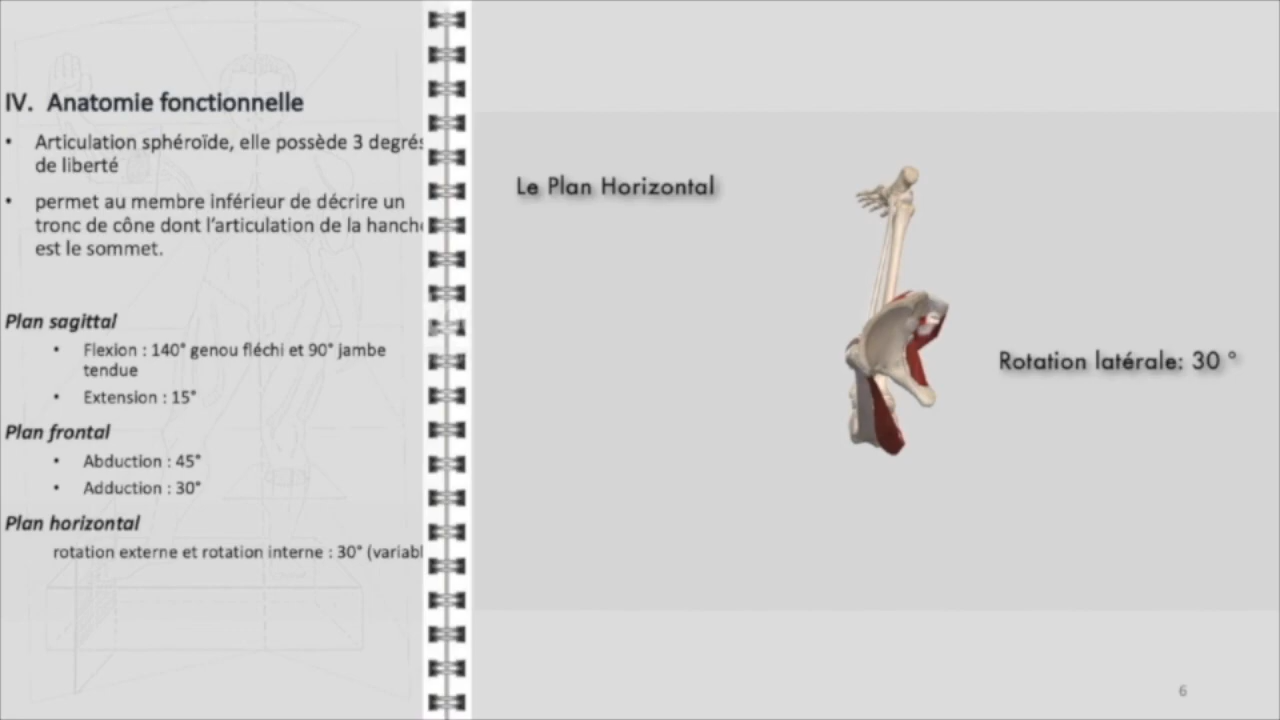 IV. Anatomie fonctionnelle
• Articulation sphéroïde, elle possède 3 degrés
de liberté
• permet au membre inférieur de décrire un
tronc de cône dont l'articulation de la hanche
est le sommet.
Plan sagittal
• Flexion : 140° genou fléchi et 90° jambe
tendue
• Extension : 15°
Plan frontal
• Abduction : 45°
• Adduction : 30°
Plan horizontal
rotation externe et rotation interne : 30° (variabl
Le Plan Horizontal
Rotation latérale: 30 °
6